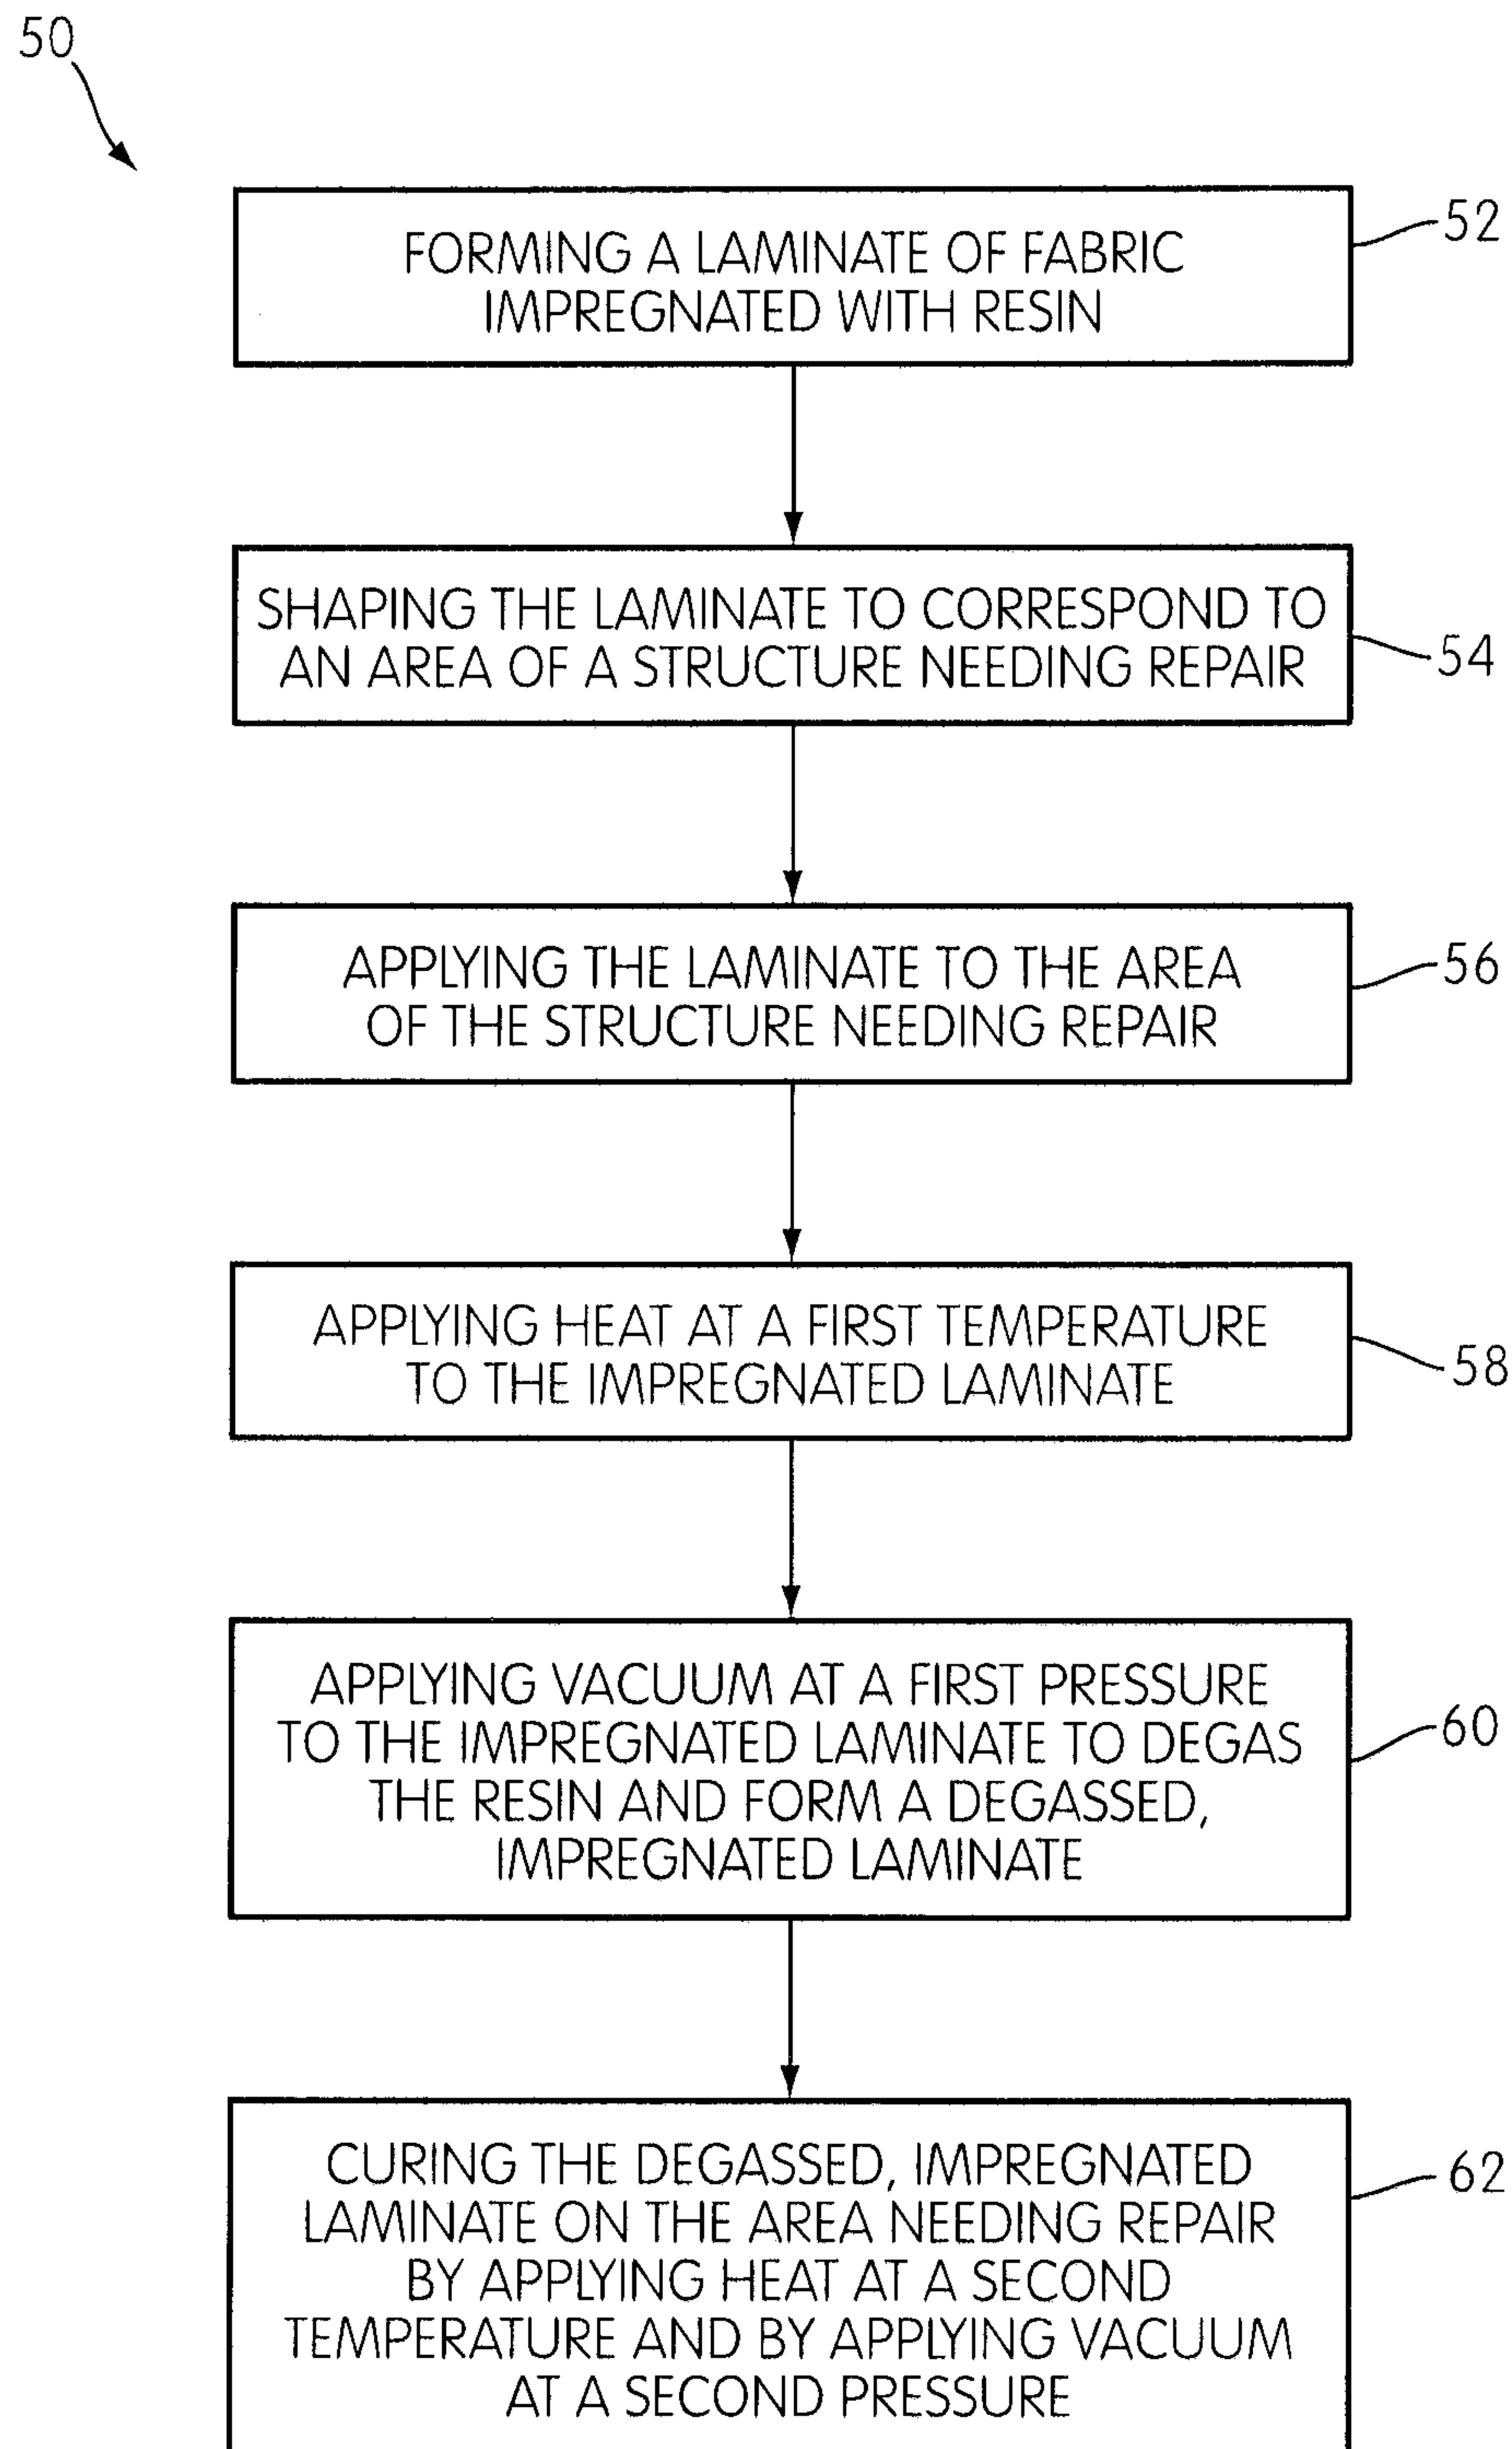 50
FORMING A LAMINATE OF FABRIC
IMPREGNATED WITH RESIN
52
SHAPING THE LAMINATE TO CORRESPOND TO
AN AREA OF A STRUCTURE NEEDING REPAIR
54
APPLYING THE LAMINATE TO THE AREA
OF THE STRUCTURE NEEDING REPAIR
56
APPLYING HEAT AT A FIRST TEMPERATURE
TO THE IMPREGNATED LAMINATE
58
APPLYING VACUUM AT A FIRST PRESSURE
TO THE IMPREGNATED LAMINATE TO DEGAS
THE RESIN AND FORM A DEGASSED,
IMPREGNATED LAMINATE
60
CURING THE DEGASSED, IMPREGNATED
LAMINATE ON THE AREA NEEDING REPAIR
BY APPLYING HEAT AT A SECOND
TEMPERATURE AND BY APPLYING VACUUM
AT A SECOND PRESSURE
62